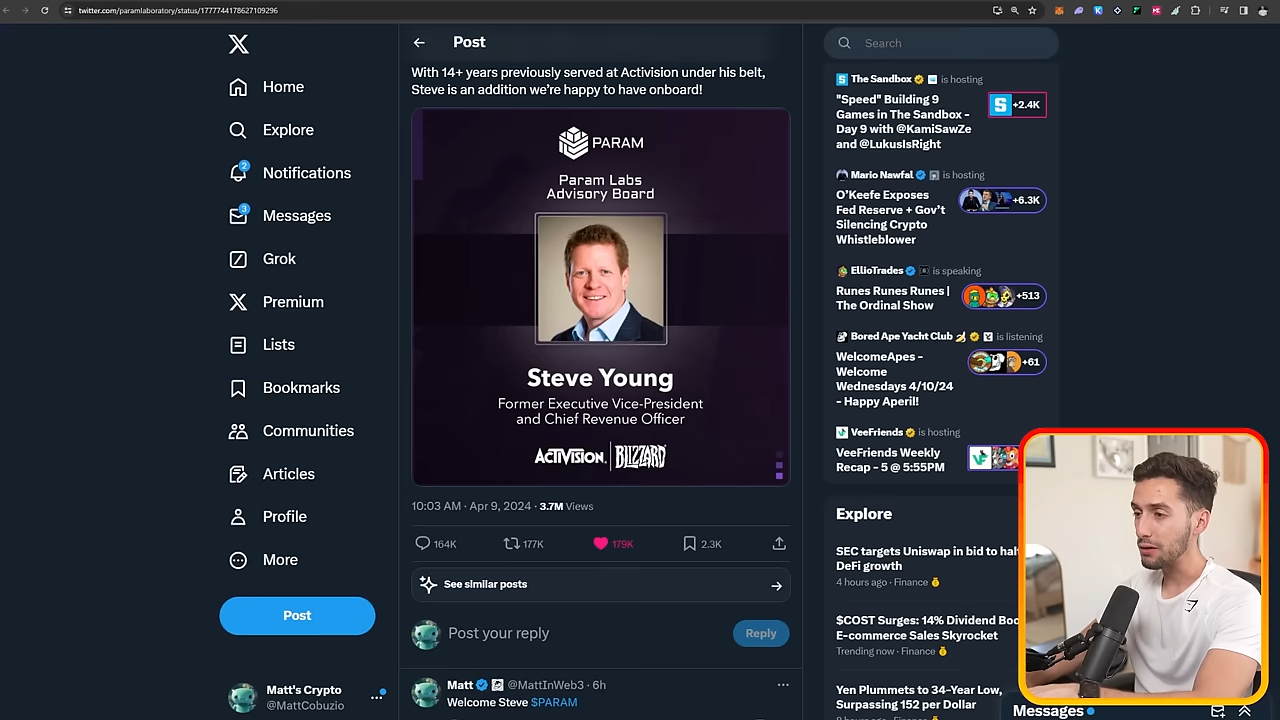 twitter.com/paramlaboratory/status/1777744178627109296
Home
Explore
2
Notifications
3
Messages
Grok
Premium
Lists
Bookmarks
Communities
Articles
Profile
More
Post
Matt's Crypto
@MattCobuzio
Post
With 14+ years previously served at Activision under his belt,
Steve is an addition we're happy to have onboard!
PARAM
Param Labs
Advisory Board
Steve Young
Former Executive Vice-President
and Chief Revenue Officer
ACTIVISION. BLIZZARD
10:03 AM · Apr 9, 2024 · 3.7M Views
164K 177K 179K 2.3K
See similar posts
Post your reply
Reply
Matt @MattInWeb3 · 6h
Welcome Steve $PARAM
Search
The Sandbox is hosting
"Speed" Building 9
Games in The Sandbox -
Day 9 with @KamiSawZe
and @LukusIsRight
+2.4K
Mario Nawfal is hosting
O'Keefe Exposes
Fed Reserve + Gov't
Silencing Crypto
Whistleblower
+6.3K
EllioTrades is speaking
Runes Runes Runes |
The Ordinal Show
+513
Bored Ape Yacht Club is listening
WelcomeApes -
Welcome
Wednesdays 4/10/24
- Happy Aperil!
+61
VeeFriends is hosting
VeeFriends Weekly
Recap - 5 @ 5:55PM
Explore
SEC targets Uniswap in bid to
DeFi growth
4 hours ago · Finance
$COST Surges: 14% Dividend
E-commerce Sales Skyrocket
Trending now · Finance
Yen Plummets to 34-Year Low,
Surpassing 152 per Dollar
Messages